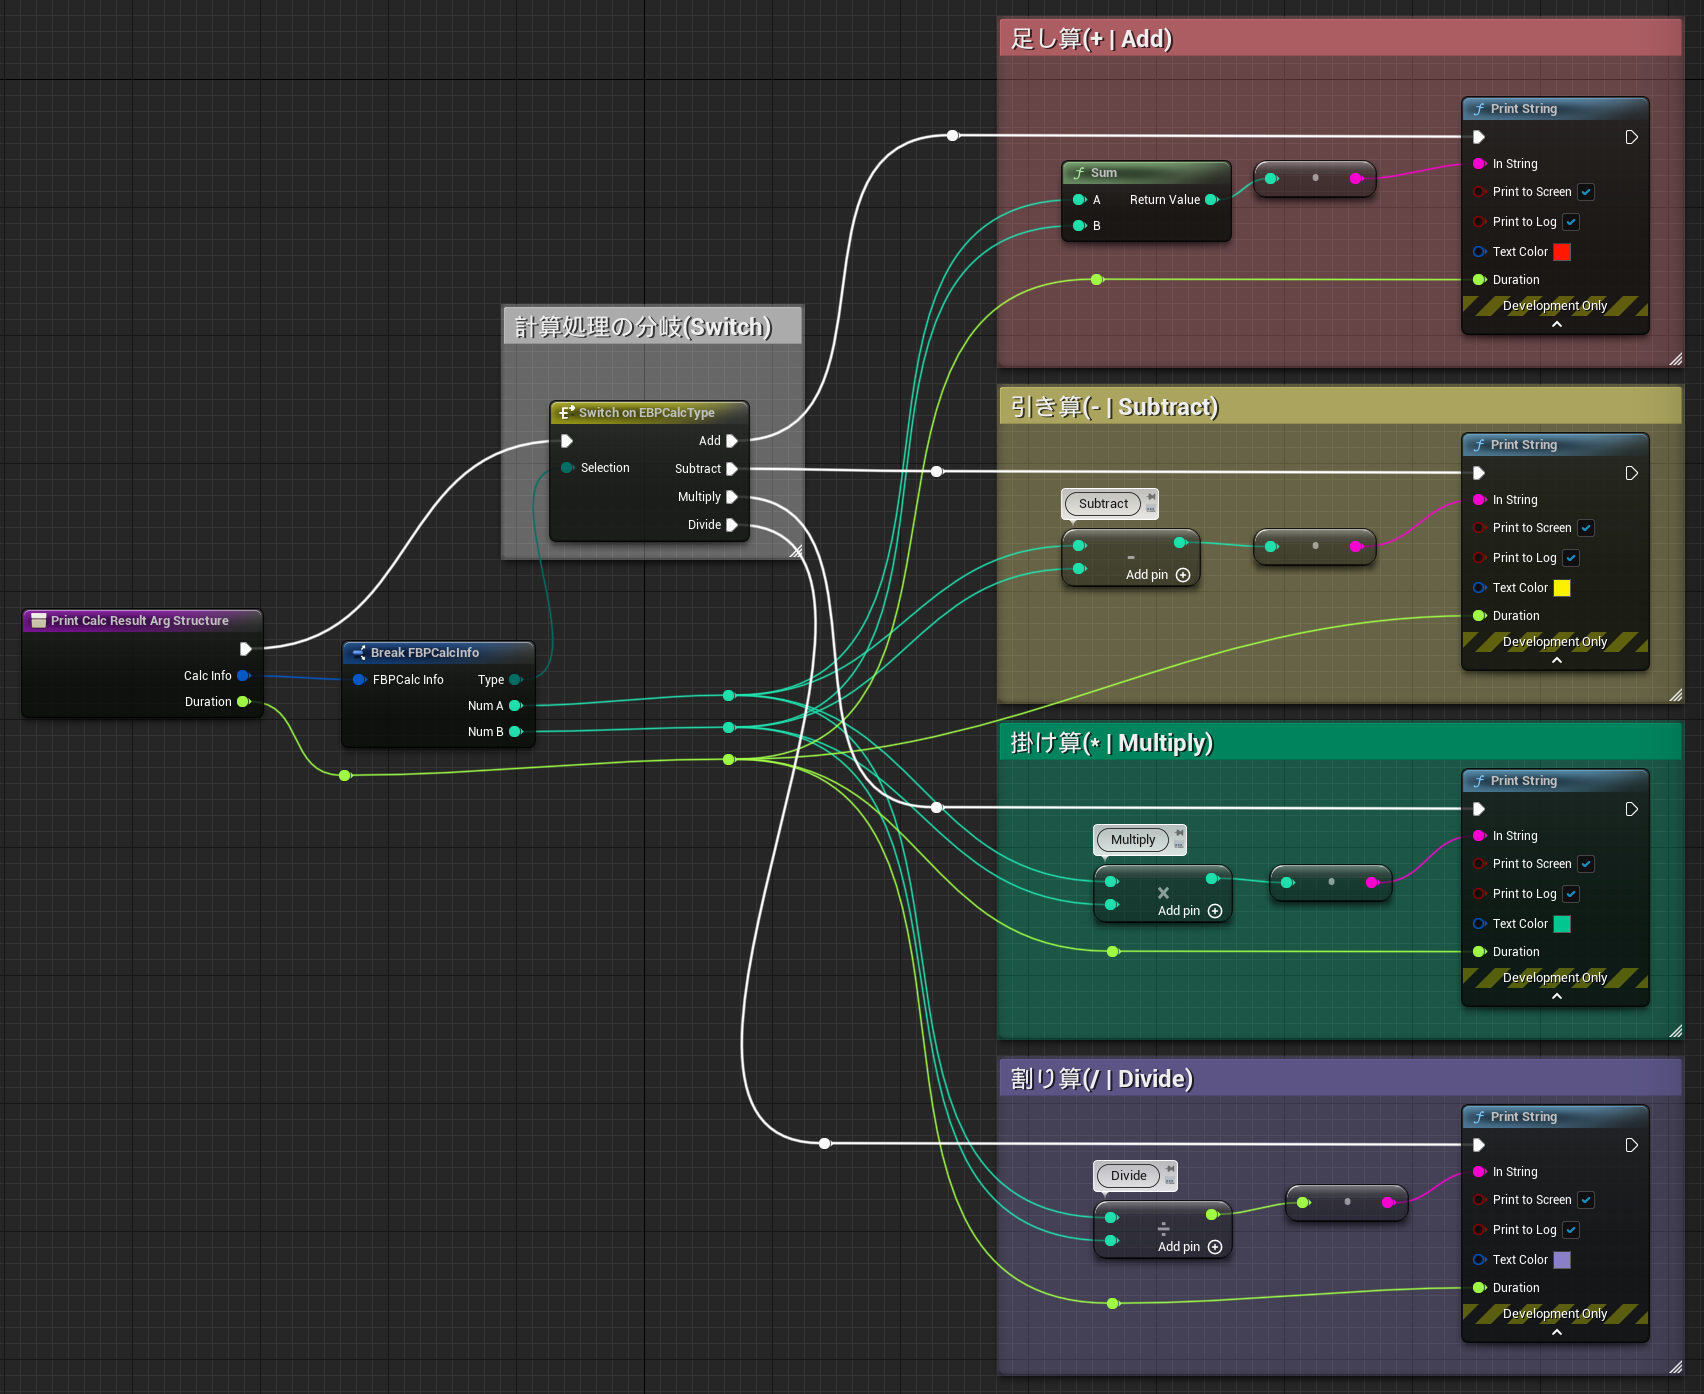 足し算(+ | Add)
Print String
In String
Print to Screen
Print to Log
Text Color
Duration
Development Only
Sum
A
Return Value
B
計算処理の分岐(Switch)
Switch on EBPCalcType
Add
Selection
Subtract
Multiply
Divide
引き算(- | Subtract)
Print String
In String
Print to Screen
Print to Log
Text Color
Duration
Development Only
Subtract
-
Add pin
Print Calc Result Arg Structure
Calc Info
Duration
Break FBPCalcInfo
FBPCalc Info
Type
Num A
Num B
掛け算(* | Multiply)
Print String
In String
Print to Screen
Print to Log
Text Color
Duration
Development Only
Multiply
×
Add pin
割り算(/ | Divide)
Print String
In String
Print to Screen
Print to Log
Text Color
Duration
Development Only
Divide
÷
Add pin